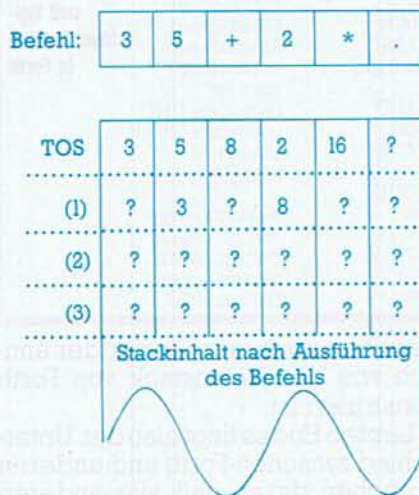 Befehl: 3 5 + 2 *
TOS 3 5 8 2 16 ?
(1) ? 3 ? 8 ? ?
(2) ? ? ? ? ? ?
(3) ? ? ? ? ? ?
Stackinhalt nach Ausführung
des Befehls